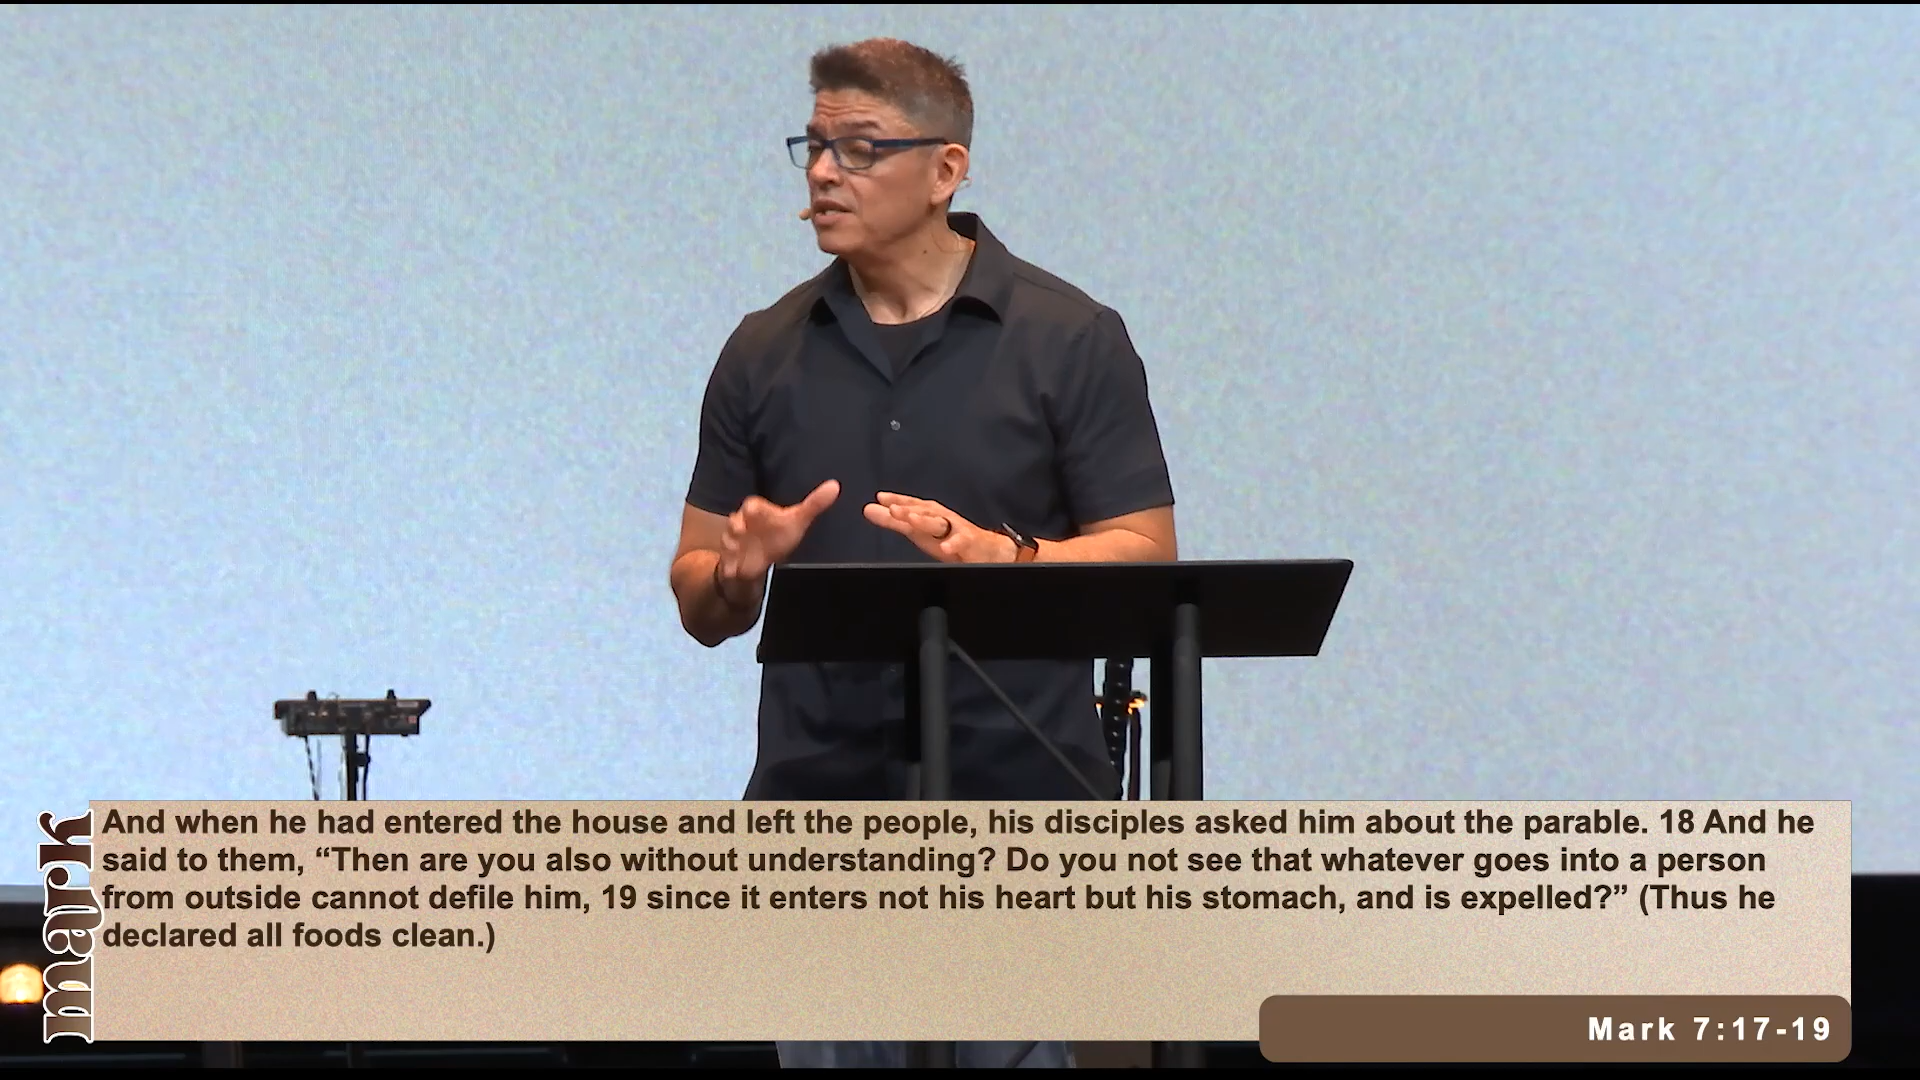 mark
And when he had entered the house and left the people, his disciples asked him about the parable. 18 And he
said to them, “Then are you also without understanding? Do you not see that whatever goes into a person
from outside cannot defile him, 19 since it enters not his heart but his stomach, and is expelled?” (Thus he
declared all foods clean.)
Mark 7:17-19